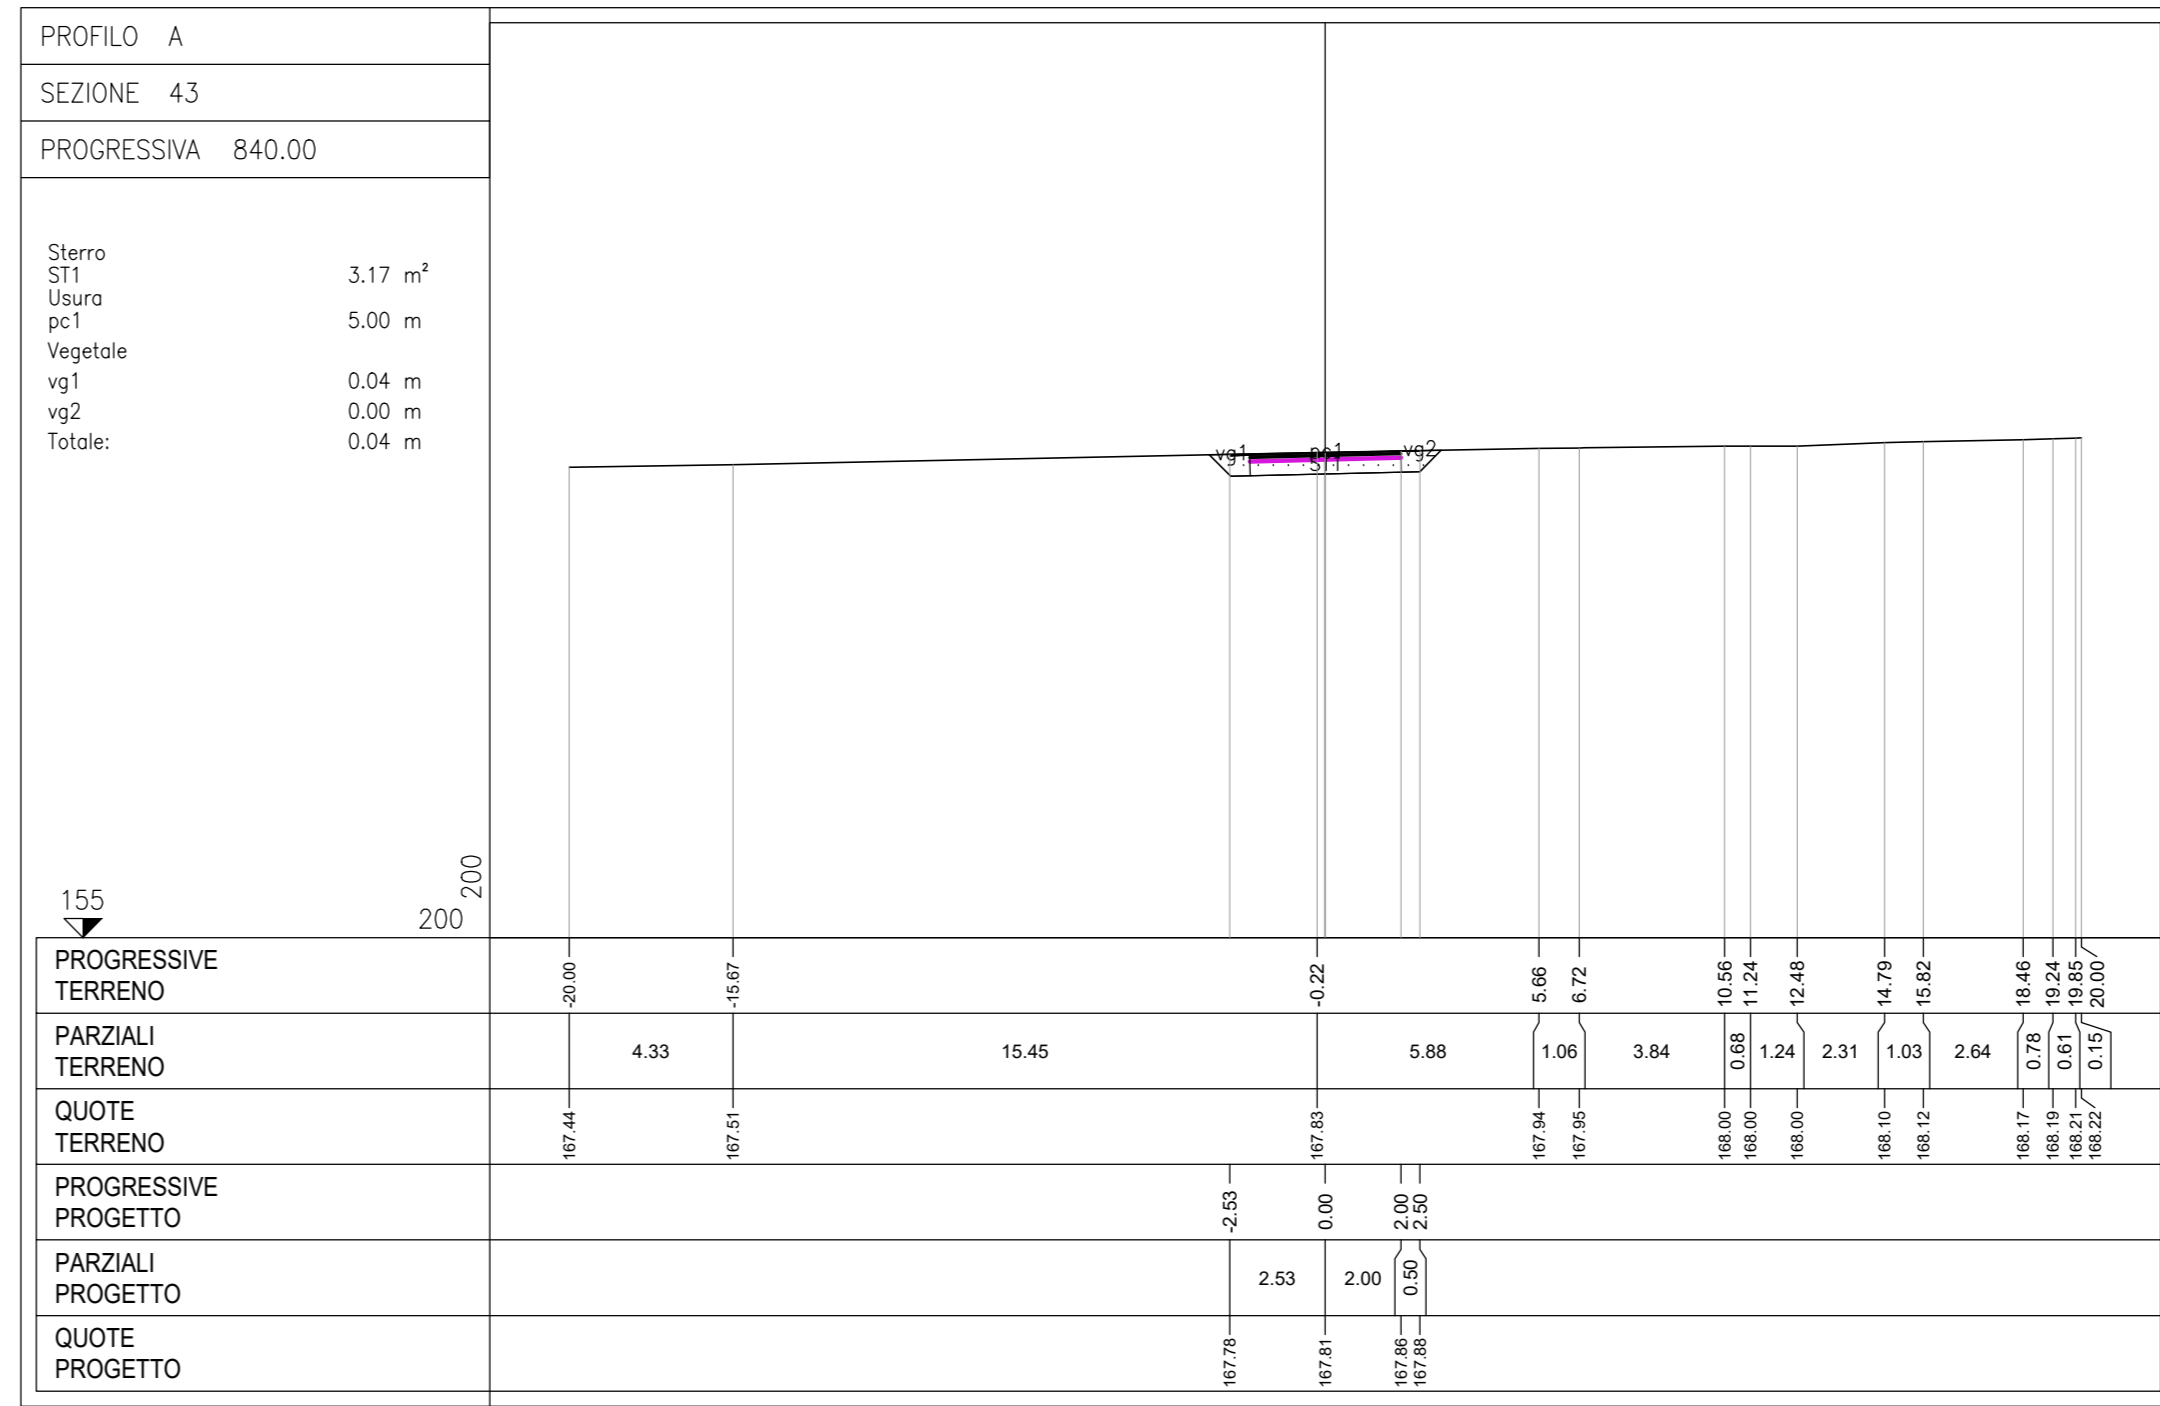 PROFILO A
SEZIONE 43
PROGRESSIVA 840.00
Sterro
ST1 3.17 m²
Usura
pc1 5.00 m
Vegetale
vg1 0.04 m
vg2 0.00 m
Totale: 0.04 m
vg1 pc1 vg2
ST1
200
155
200
PROGRESSIVE
TERRENO
-20.00 -15.67 -0.22 5.66 6.72 10.56 11.24 12.48 14.79 15.82 18.46 19.24 19.85 20.00
PARZIALI
TERRENO
4.33 15.45 5.88 1.06 3.84 0.68 1.24 2.31 1.03 2.64 0.78 0.61 0.15
QUOTE
TERRENO
167.44 167.51 167.83 167.94 167.95 168.00 168.00 168.00 168.10 168.12 168.17 168.19 168.21 168.22
PROGRESSIVE
PROGETTO
-2.53 0.00 2.00 2.50
PARZIALI
PROGETTO
2.53 2.00 0.50
QUOTE
PROGETTO
167.78 167.81 167.86 167.88